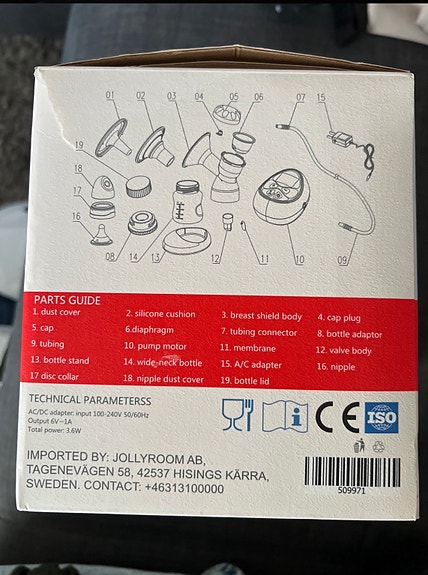 01
02
03
04
05
06
07
15
19
18
17
16
08
14
13
12
11
10
09
PARTS GUIDE
1. dust cover
2. silicone cushion
3. breast shield body
4. cap plug
5. cap
6.diaphragm
7. tubing connector
8. bottle adaptor
9. tubing
10. pump motor
11. membrane
12. valve body
13. bottle stand
14. wide-neck bottle
15. A/C adapter
16. nipple
17 disc collar
18. nipple dust cover
19. bottle lid
TECHNICAL PARAMETERSS
AC/DC adapter: input 100-240V 50/60Hz
Output 6V⎓1A
Total power: 3.6W
CE
ISO
IMPORTED BY: JOLLYROOM AB,
TAGENEVÄGEN 58, 42537 HISINGS KÄRRA,
SWEDEN. CONTACT: +46313100000
509971